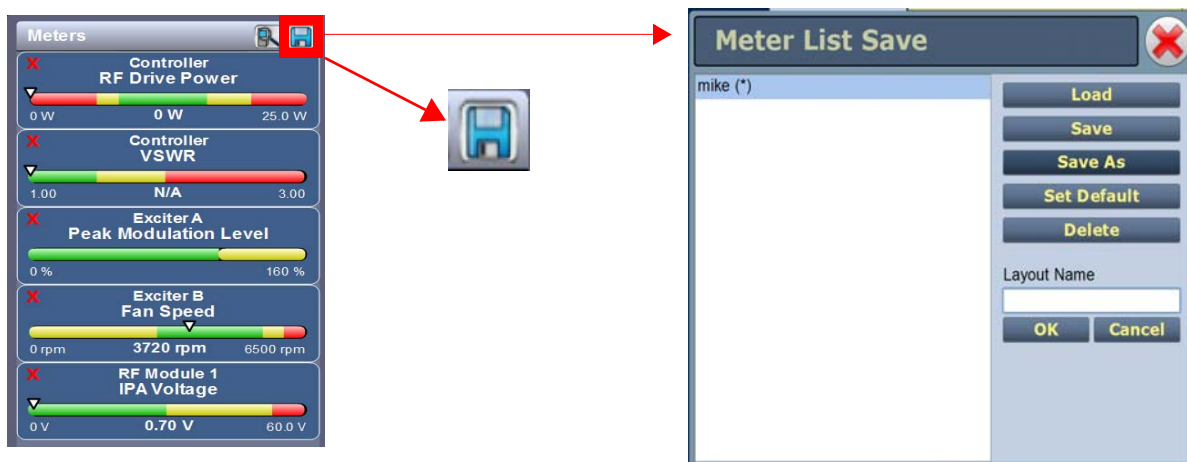 Meters
X Controller
RF Drive Power
0 W 0 W 25.0 W
X Controller
VSWR
1.00 N/A 3.00
X Exciter A
Peak Modulation Level
0 % 160 %
X Exciter B
Fan Speed
0 rpm 3720 rpm 6500 rpm
X RF Module 1
IPA Voltage
0 V 0.70 V 60.0 V
Meter List Save
mike (*)
Load
Save
Save As
Set Default
Delete
Layout Name
OK Cancel